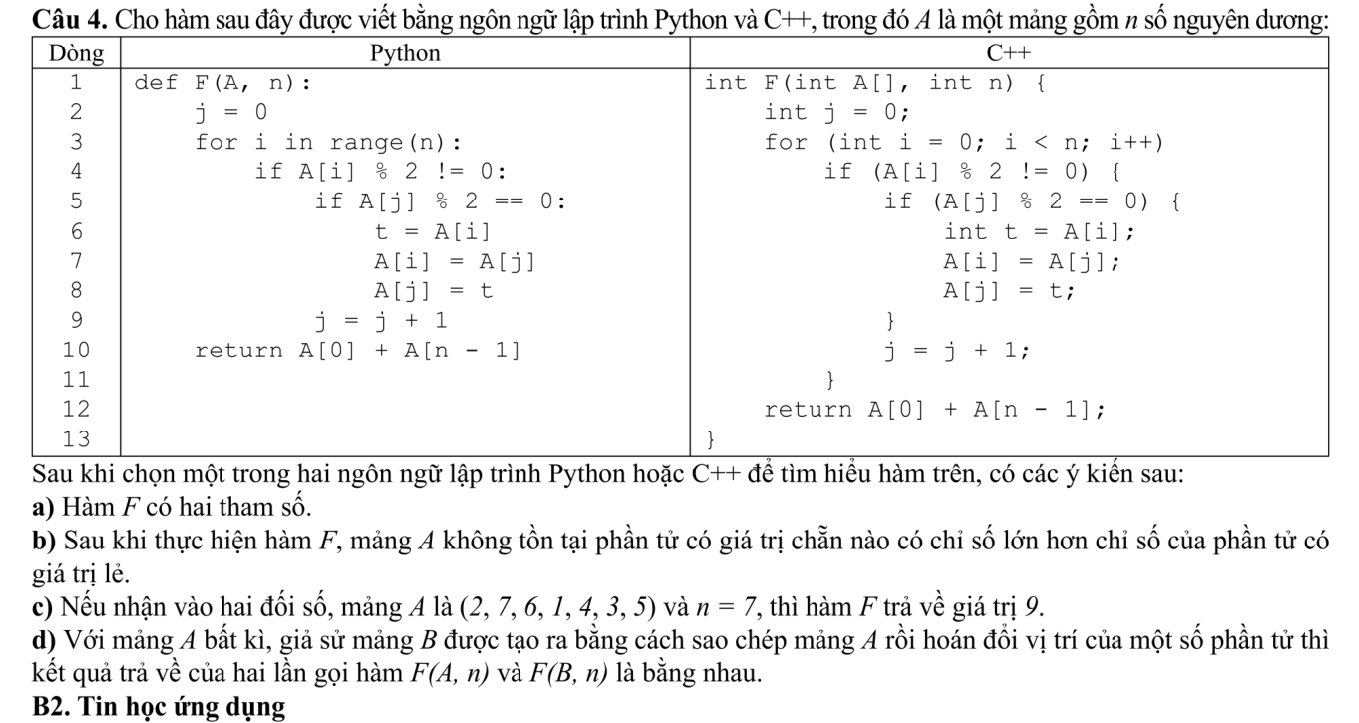 Câu 4. Cho hàm sau đây được viết bằng ngôn ngữ lập trình Python và C++, trong đó A là một mảng gồm n số nguyên dương:
Dòng Python C++
1 def F(A, n): int F(int A[], int n) {
2 j = 0 int j = 0;
3 for i in range(n): for (int i = 0; i < n; i++)
4 if A[i] % 2 != 0: if (A[i] % 2 != 0) {
5 if A[j] % 2 == 0: if (A[j] % 2 == 0) {
6 t = A[i] int t = A[i];
7 A[i] = A[j] A[i] = A[j];
8 A[j] = t A[j] = t;
9 j = j + 1 }
10 return A[0] + A[n - 1] j = j + 1;
11 }
12 return A[0] + A[n - 1];
13 }
Sau khi chọn một trong hai ngôn ngữ lập trình Python hoặc C++ để tìm hiểu hàm trên, có các ý kiến sau:
a) Hàm F có hai tham số.
b) Sau khi thực hiện hàm F, mảng A không tồn tại phần tử có giá trị chẵn nào có chỉ số lớn hơn chỉ số của phần tử có
giá trị lẻ.
c) Nếu nhận vào hai đối số, mảng A là (2, 7, 6, 1, 4, 3, 5) và n = 7, thì hàm F trả về giá trị 9.
d) Với mảng A bất kì, giả sử mảng B được tạo ra bằng cách sao chép mảng A rồi hoán đổi vị trí của một số phần tử thì
kết quả trả về của hai lần gọi hàm F(A, n) và F(B, n) là bằng nhau.
B2. Tin học ứng dụng